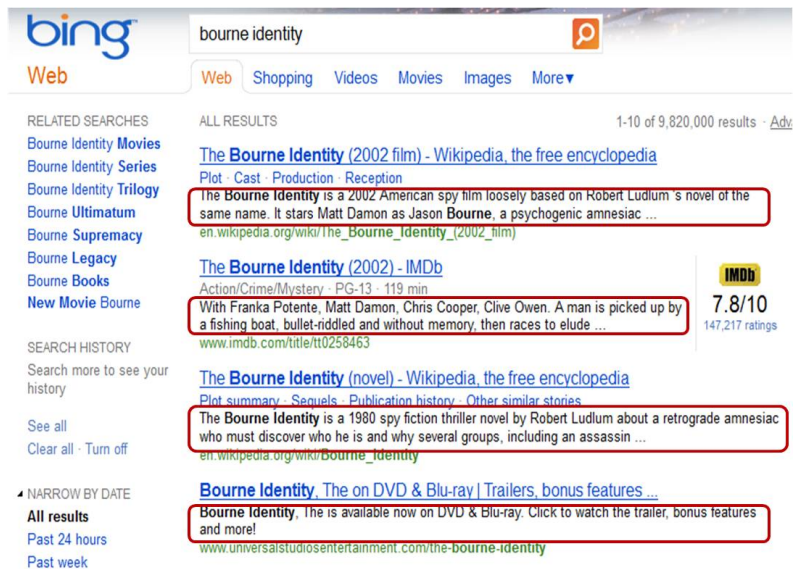 bing
bourne identity
Web
Web Shopping Videos Movies Images More▼
RELATED SEARCHES
Bourne Identity Movies
Bourne Identity Series
Bourne Identity Trilogy
Bourne Ultimatum
Bourne Supremacy
Bourne Legacy
Bourne Books
New Movie Bourne
SEARCH HISTORY
Search more to see your
history
See all
Clear all · Turn off
NARROW BY DATE
All results
Past 24 hours
Past week
ALL RESULTS
1-10 of 9,820,000 results ·
The Bourne Identity (2002 film) - Wikipedia, the free encyclopedia
Plot · Cast · Production · Reception
The Bourne Identity is a 2002 American spy film loosely based on Robert Ludlum 's novel of the
same name. It stars Matt Damon as Jason Bourne, a psychogenic amnesiac ...
en.wikipedia.org/wiki/The_Bourne_Identity_(2002_film)
The Bourne Identity (2002) - IMDb
Action/Crime/Mystery · PG-13 · 119 min
With Franka Potente, Matt Damon, Chris Cooper, Clive Owen. A man is picked up by
a fishing boat, bullet-riddled and without memory, then races to elude ...
www.imdb.com/title/tt0258463
IMDb
7.8/10
147,217 ratings
The Bourne Identity (novel) - Wikipedia, the free encyclopedia
Plot summary · Sequels · Publication history · Other similar stories
The Bourne Identity is a 1980 spy fiction thriller novel by Robert Ludlum about a retrograde amnesiac
who must discover who he is and why several groups, including an assassin ...
en.wikipedia.org/wiki/Bourne_Identity
Bourne Identity, The on DVD & Blu-ray | Trailers, bonus features ...
Bourne Identity, The is available now on DVD & Blu-ray. Click to watch the trailer, bonus features
and more!
www.universalstudiosentertainment.com/the-bourne-identity